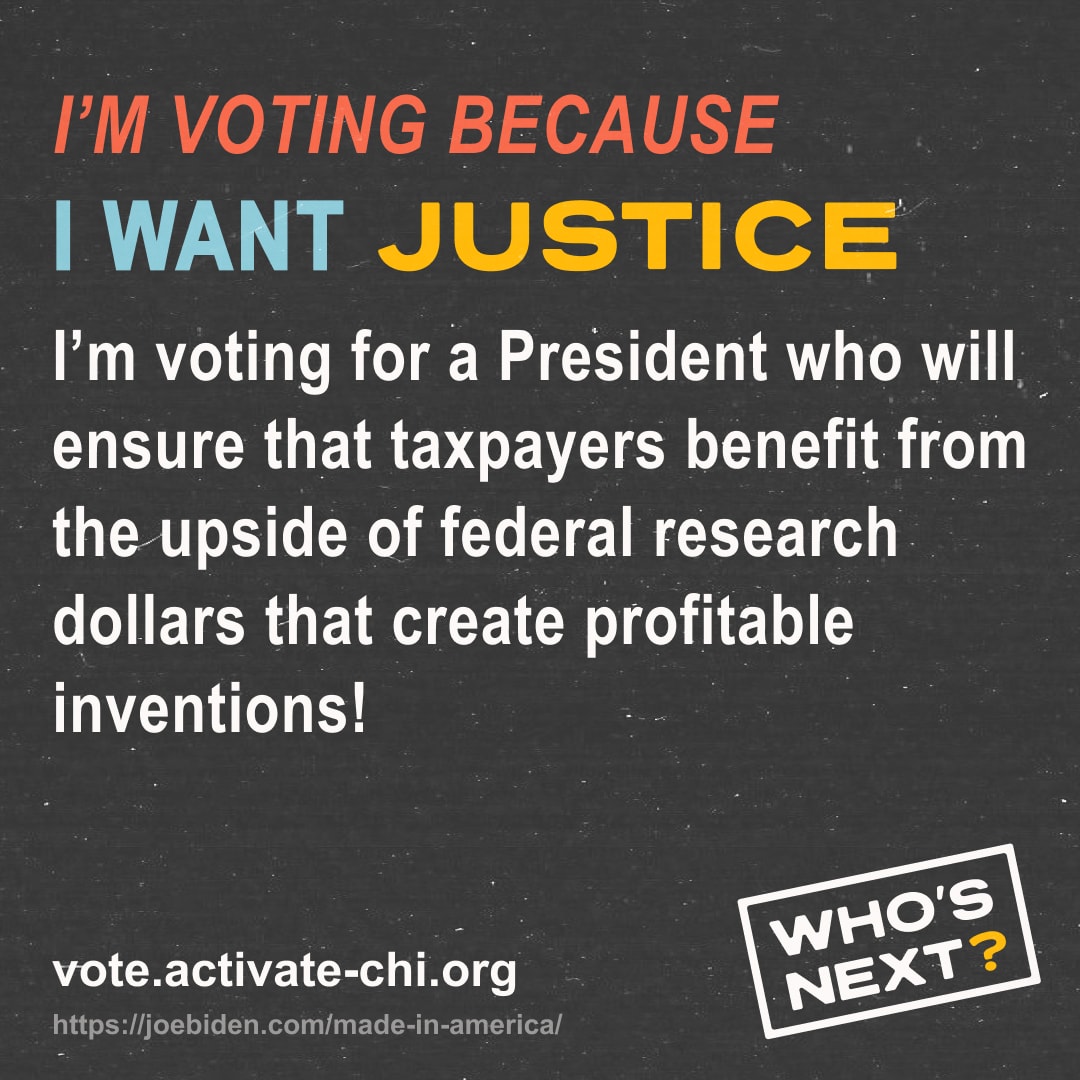 I'M VOTING BECAUSE
I WANT JUSTICE
I'm voting for a President who will
ensure that taxpayers benefit from
the upside of federal research
dollars that create profitable
inventions!
WHO'S
NEXT?
vote.activate-chi.org
https://joebiden.com/made-in-america/